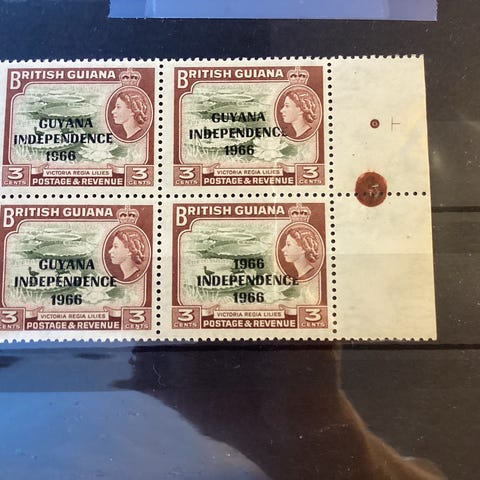 BRITISH GUIANA
GUYANA
INDEPENDENCE
1966
VICTORIA REGIA LILIES
3 CENTS POSTAGE & REVENUE 3 CENTS
BRITISH GUIANA
GUYANA
INDEPENDENCE
1966
VICTORIA REGIA LILIES
3 CENTS POSTAGE & REVENUE 3 CENTS
BRITISH GUIANA
GUYANA
INDEPENDENCE
1966
VICTORIA REGIA LILIES
3 CENTS POSTAGE & REVENUE 3 CENTS
BRITISH GUIANA
1966
INDEPENDENCE
1966
VICTORIA REGIA LILIES
3 CENTS POSTAGE & REVENUE 3 CENTS